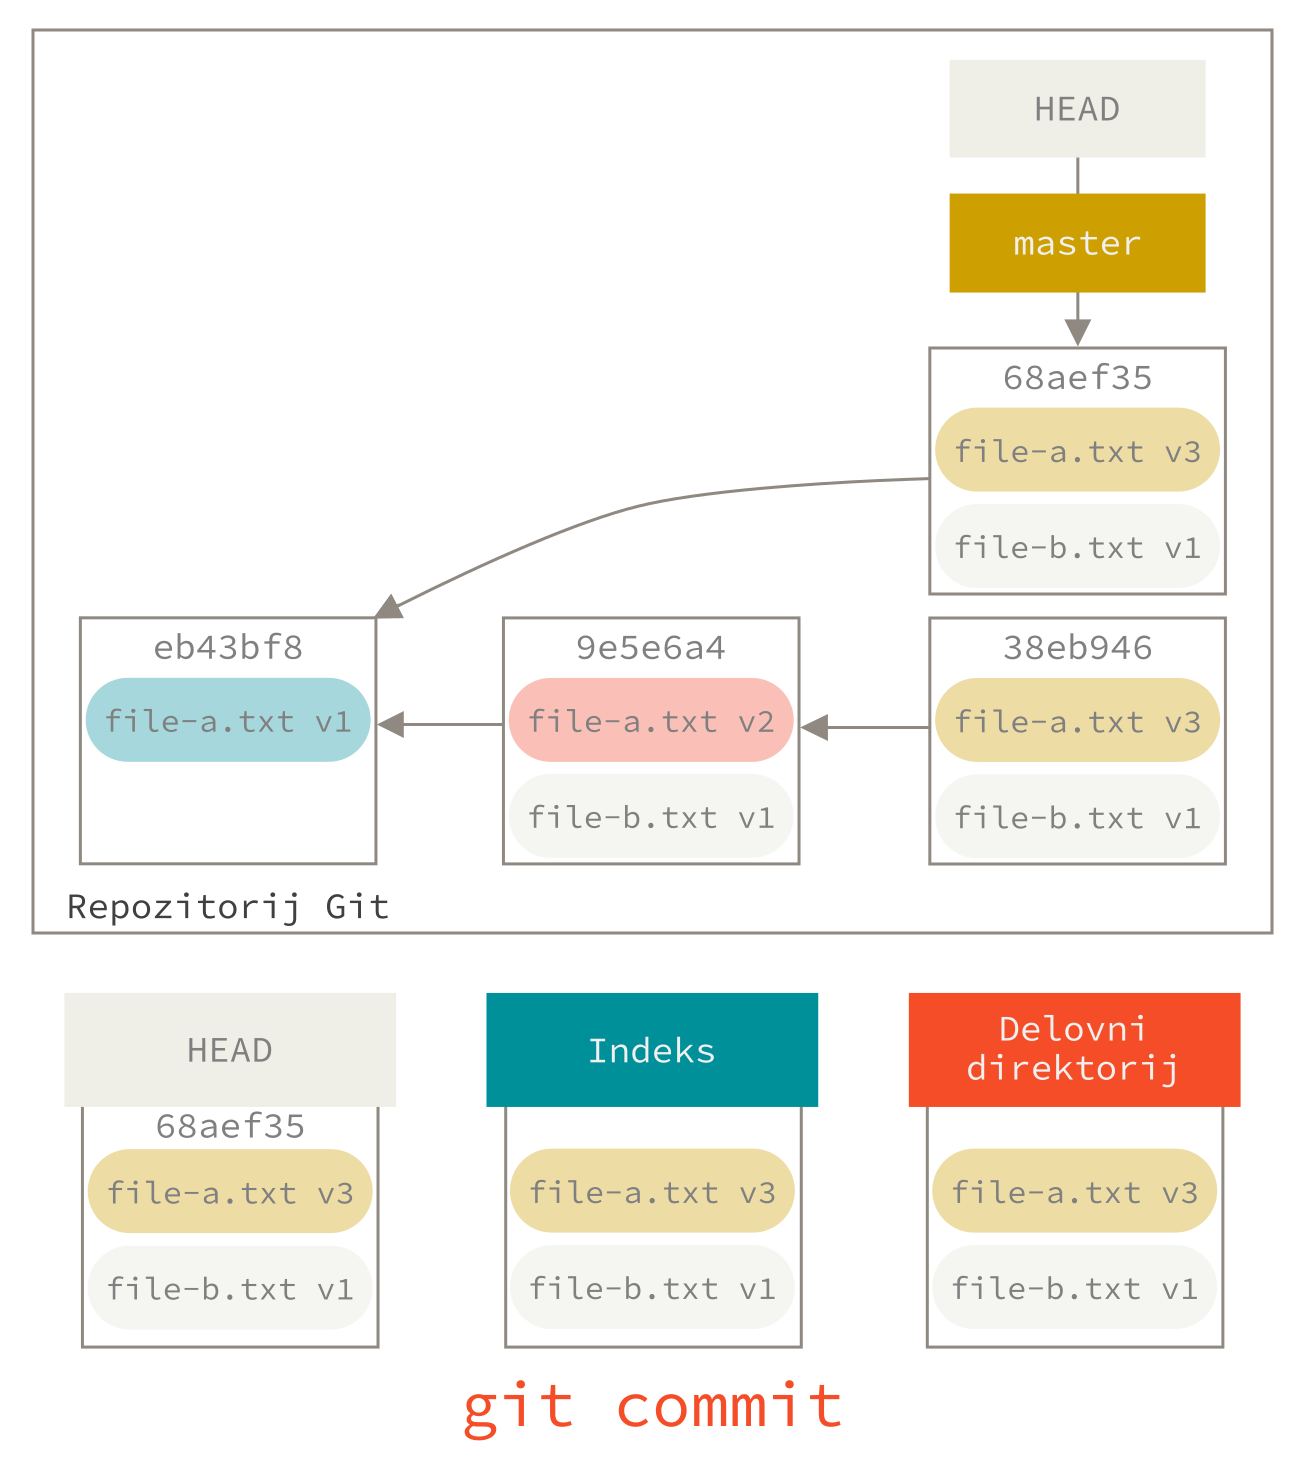 HEAD
master
68aef35
file-a.txt v3
file-b.txt v1
eb43bf8
file-a.txt v1
9e5e6a4
file-a.txt v2
file-b.txt v1
38eb946
file-a.txt v3
file-b.txt v1
Repozitorij Git
HEAD
68aef35
file-a.txt v3
file-b.txt v1
Indeks
file-a.txt v3
file-b.txt v1
Delovni
direktorij
file-a.txt v3
file-b.txt v1
git commit